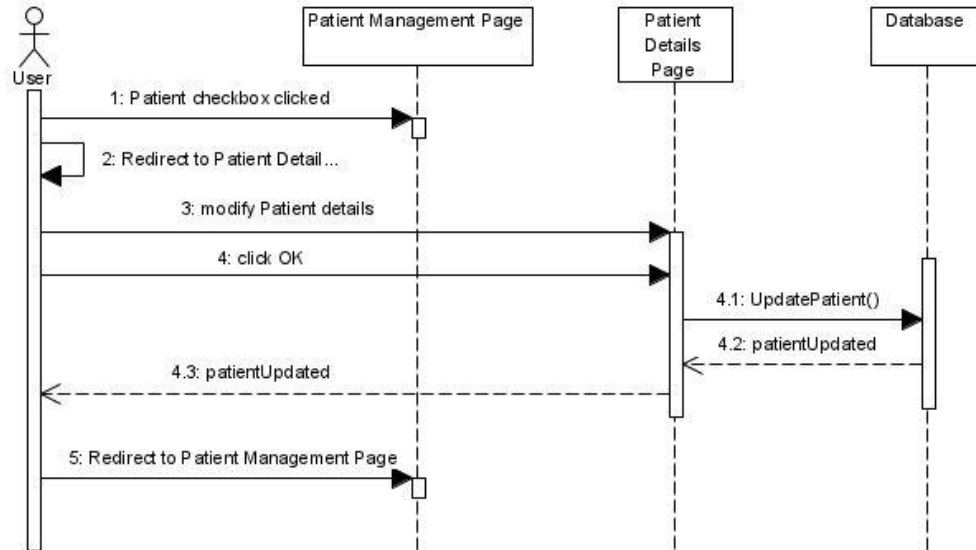 Patient Management Page
Patient
Details
Page
Database
User
1: Patient checkbox clicked
2: Redirect to Patient Detail...
3: modify Patient details
4: click OK
4.1: UpdatePatient()
4.2: patientUpdated
4.3: patientUpdated
5: Redirect to Patient Management Page